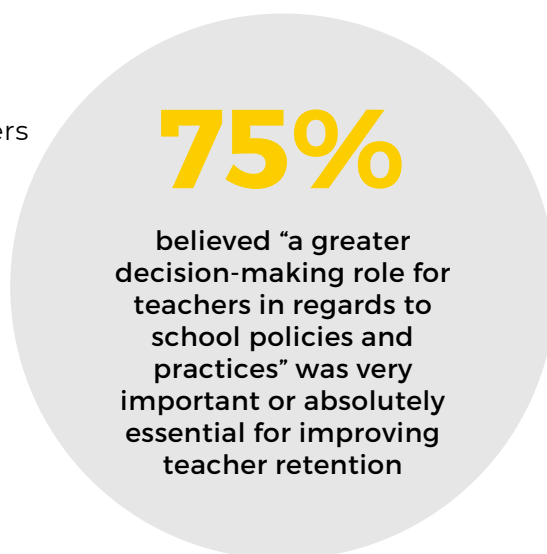 75%
believed “a greater
decision-making role for
teachers in regards to
school policies and
practices” was very
important or absolutely
essential for improving
teacher retention